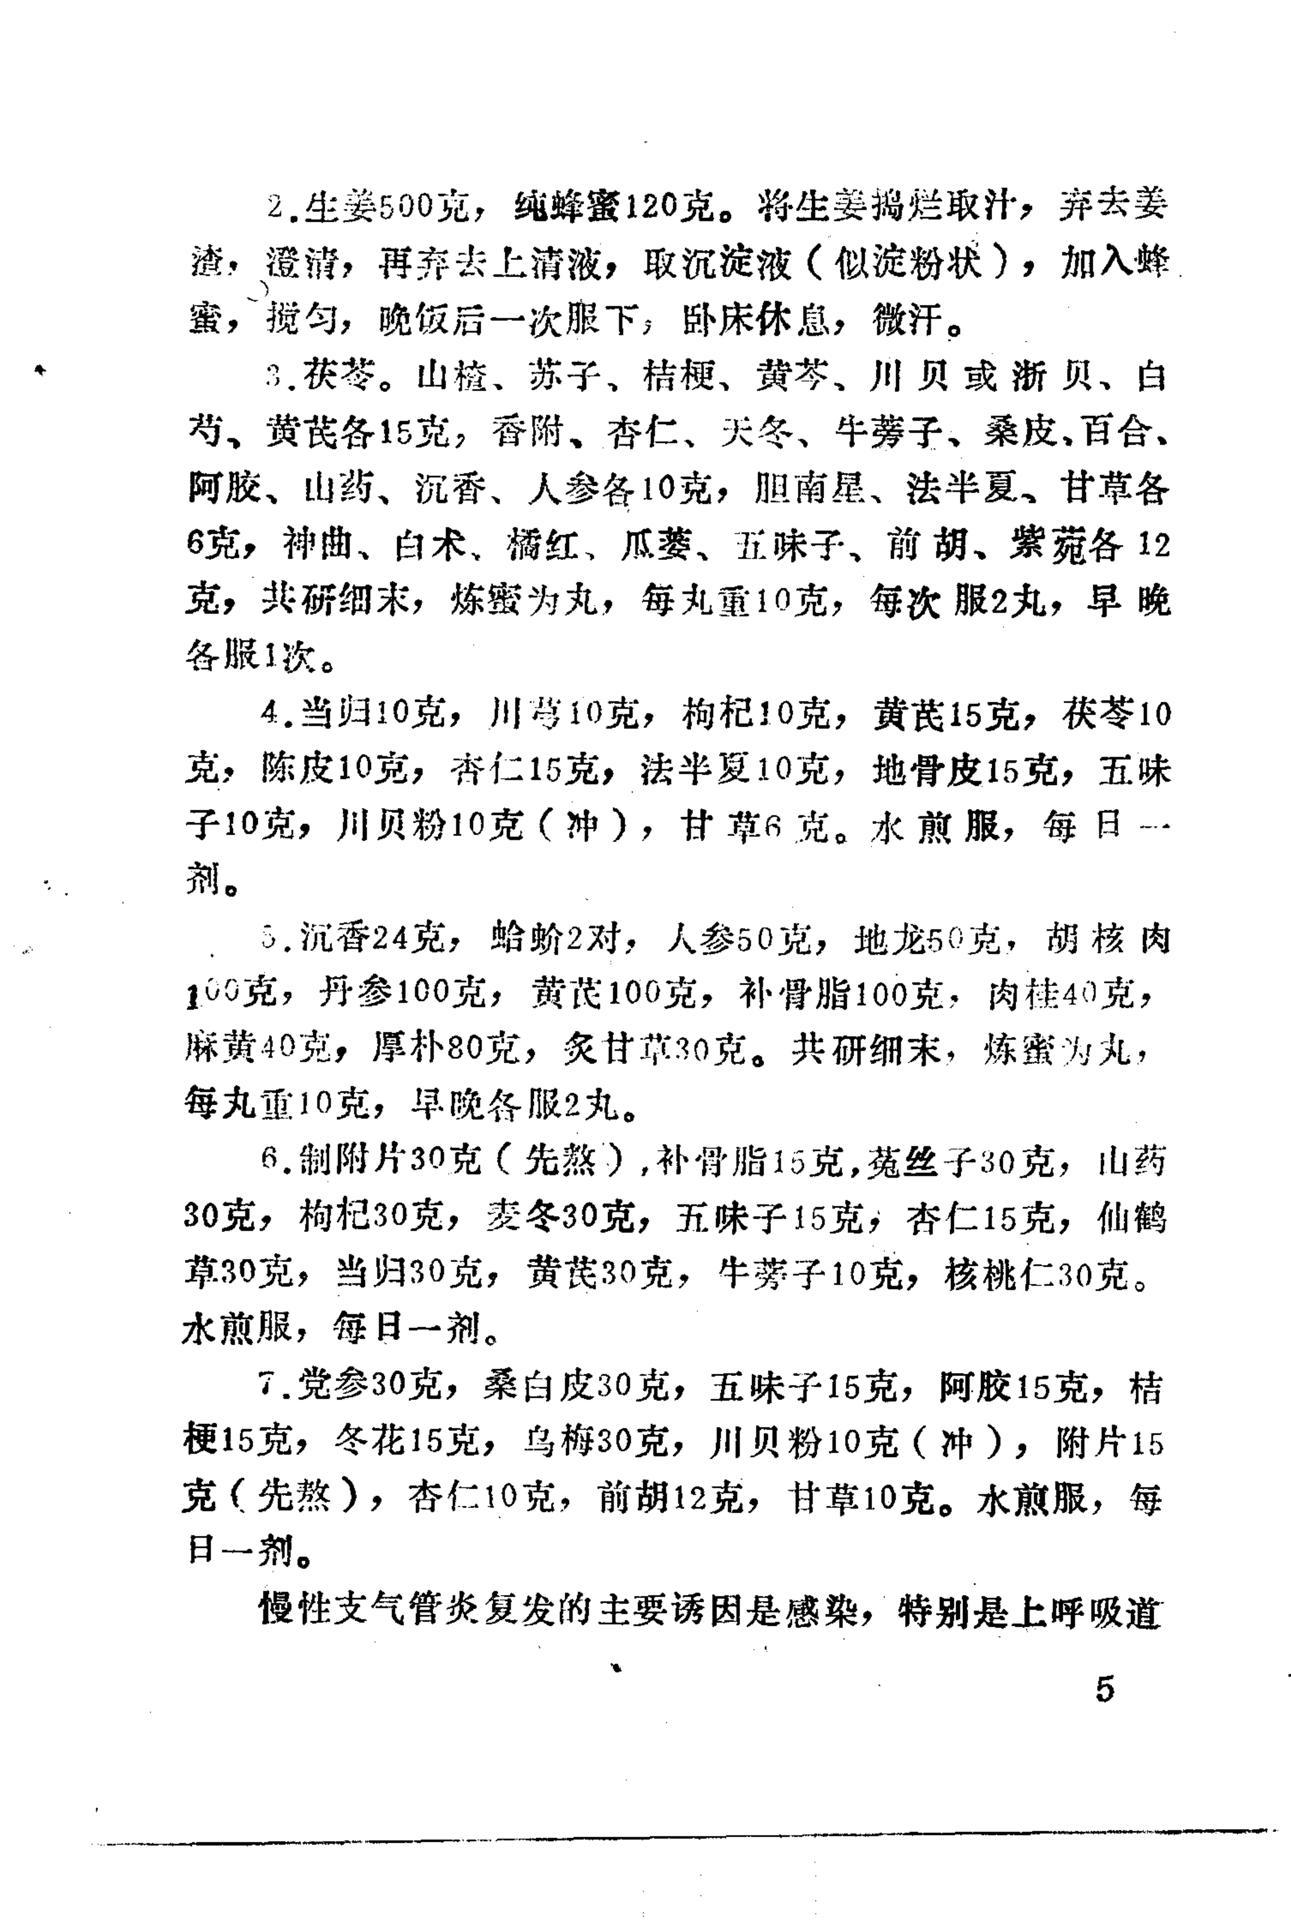 2.生姜500克，纯蜂蜜120克。将生姜捣烂取汁，弃去姜
渣，澄清，再弃去上清液，取沉淀液（似淀粉状），加入蜂
蜜，搅匀，晚饭后一次服下，卧床休息，微汗。
3.茯苓。山楂、苏子、桔梗、黄芩、川贝或浙贝、白
芍、黄芪各15克，香附、杏仁、天冬、牛蒡子、桑皮、百合、
阿胶、山药、沉香、人参各10克，胆南星、法半夏、甘草各
6克，神曲、白术、橘红、瓜蒌、五味子、前胡、紫菀各12
克，共研细末，炼蜜为丸，每丸重10克，每次服2丸，早晚
各服1次。
4.当归10克，川芎10克，枸杞10克，黄芪15克，茯苓10
克，陈皮10克，杏仁15克，法半夏10克，地骨皮15克，五味
子10克，川贝粉10克（冲），甘草6克。水煎服，每日一
剂。
5.沉香24克，蛤蚧2对，人参50克，地龙50克，胡核肉
100克，丹参100克，黄芪100克，补骨脂100克，肉桂40克，
麻黄40克，厚朴80克，炙甘草30克。共研细末，炼蜜为丸，
每丸重10克，早晚各服2丸。
6.制附片30克（先熬）,补骨脂15克,菟丝子30克，山药
30克，枸杞30克，麦冬30克，五味子15克，杏仁15克，仙鹤
草30克，当归30克，黄芪30克，牛蒡子10克，核桃仁30克。
水煎服，每日一剂。
7.党参30克，桑白皮30克，五味子15克，阿胶15克，桔
梗15克，冬花15克，乌梅30克，川贝粉10克（冲），附片15
克（先熬），杏仁10克，前胡12克，甘草10克。水煎服，每
日一剂。
慢性支气管炎复发的主要诱因是感染，特别是上呼吸道
5